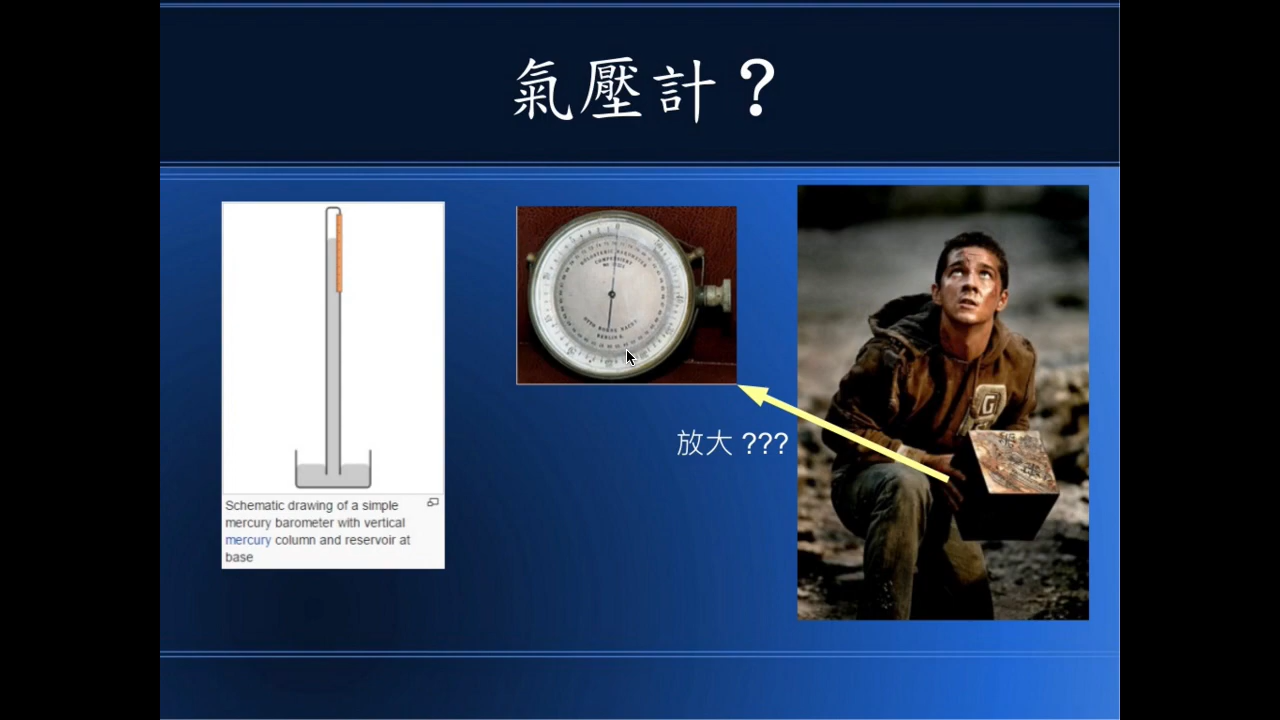 氣壓計？
Schematic drawing of a simple
mercury barometer with vertical
mercury column and reservoir at
base
放大 ???
G